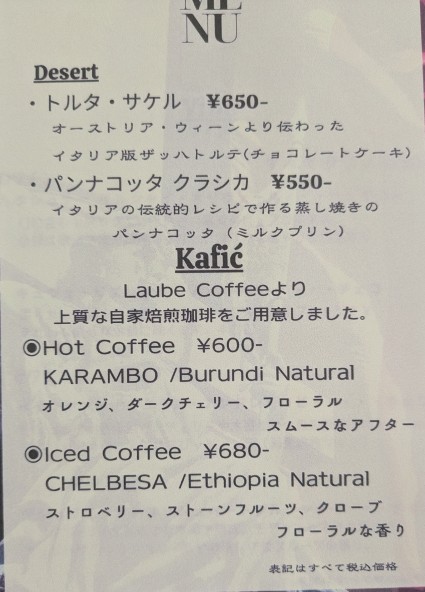 MENU
Desert
・トルタ・サケル ¥650-
オーストリア・ウィーンより伝わった
イタリア版ザッハトルテ(チョコレートケーキ)
・パンナコッタ クラシカ ¥550-
イタリアの伝統的レシピで作る蒸し焼きの
パンナコッタ (ミルクプリン)
Kafić
Laube Coffeeより
上質な自家焙煎珈琲をご用意しました。
◉Hot Coffee ¥600-
KARAMBO /Burundi Natural
オレンジ、ダークチェリー、フローラル
スムースなアフター
◉Iced Coffee ¥680-
CHELBESA /Ethiopia Natural
ストロベリー、ストーンフルーツ、クローブ
フローラルな香り
表記はすべて税込価格